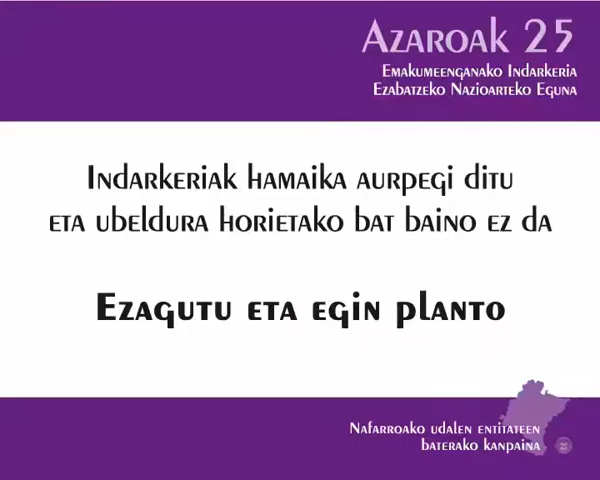 Azaroak 25
Emakumeenganako Indarkeria
Ezabatzeko Nazioarteko Eguna
Indarkeriak hamaika aurpegi ditu
eta ubeldura horietako bat baino ez da
Ezagutu eta egin planto
Nafarroako udalen entitateen
baterako kanpaina